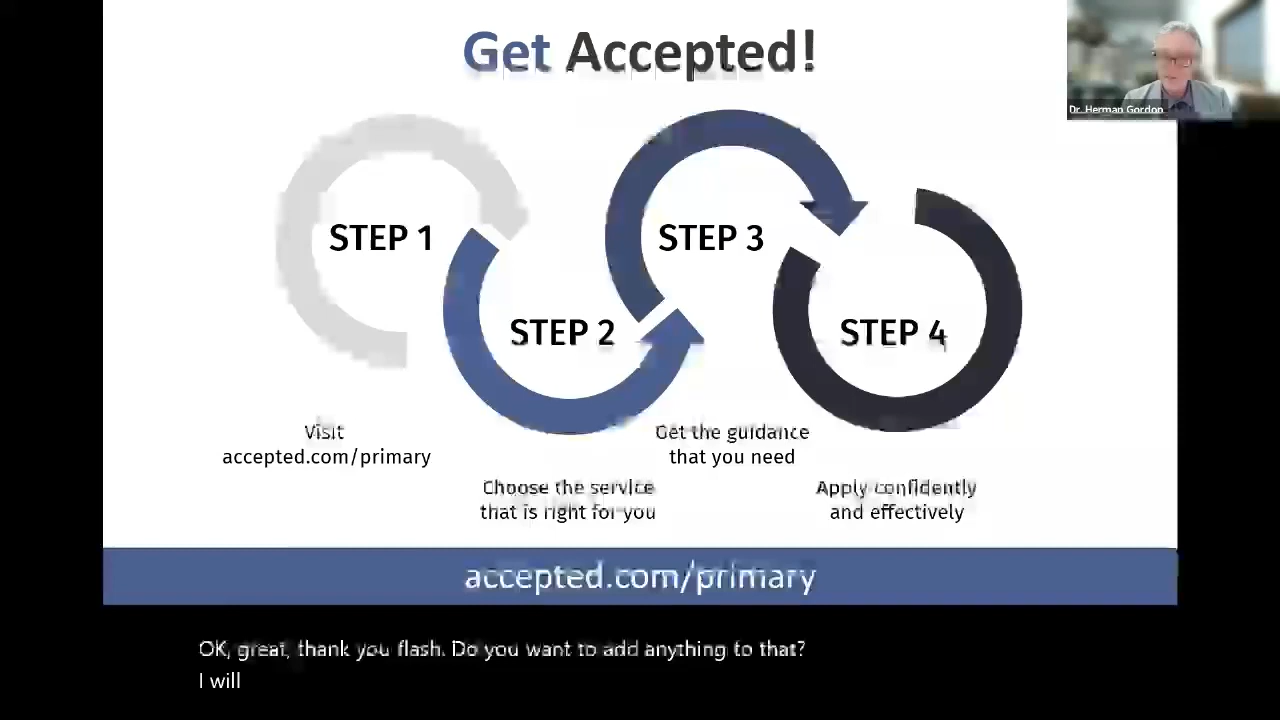 Get Accepted!
Dr. Herman Gordon
STEP 1
STEP 3
STEP 2
STEP 4
Visit
accepted.com/primary
Get the guidance
that you need
Choose the service
that is right for you
Apply confidently
and effectively
accepted.com/primary
OK, great, thank you flash. Do you want to add anything to that?
I will